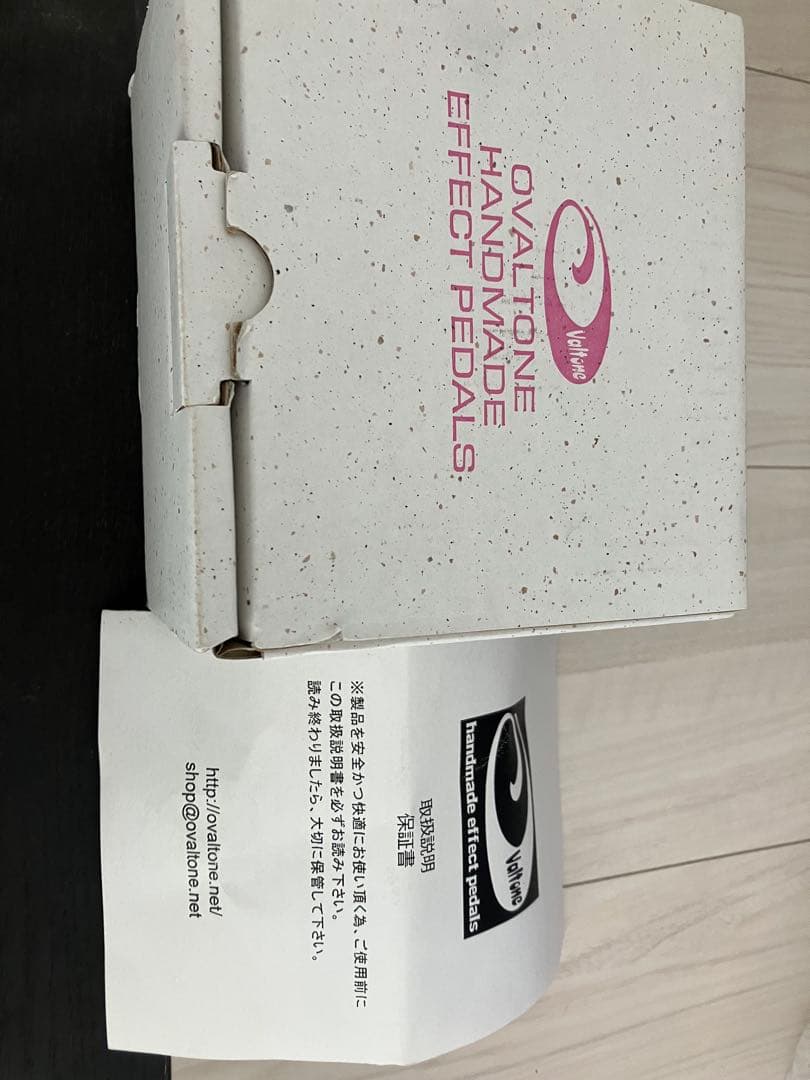 Valtone
OVALTONE
HANDMADE
EFFECT PEDALS
Valtone
handmade effect pedals
取扱説明
保証書
※製品を安全かつ快適にお使い頂く為、ご使用前に
この取扱説明書を必ずお読み下さい。
読み終わりましたら、大切に保管して下さい。
http://ovaltone.net/
shop@ovaltone.net